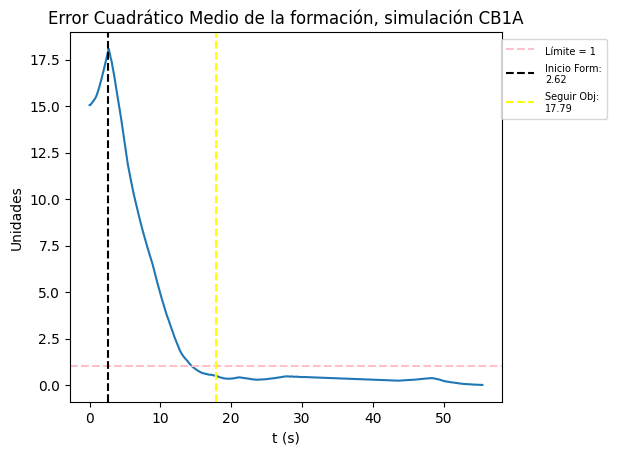 Error Cuadrático Medio de la formación, simulación CB1A
Límite = 1
Inicio Form:
2.62
Seguir Obj:
17.79
Unidades
17.5
15.0
12.5
10.0
7.5
5.0
2.5
0.0
0 10 20 30 40 50
t (s)